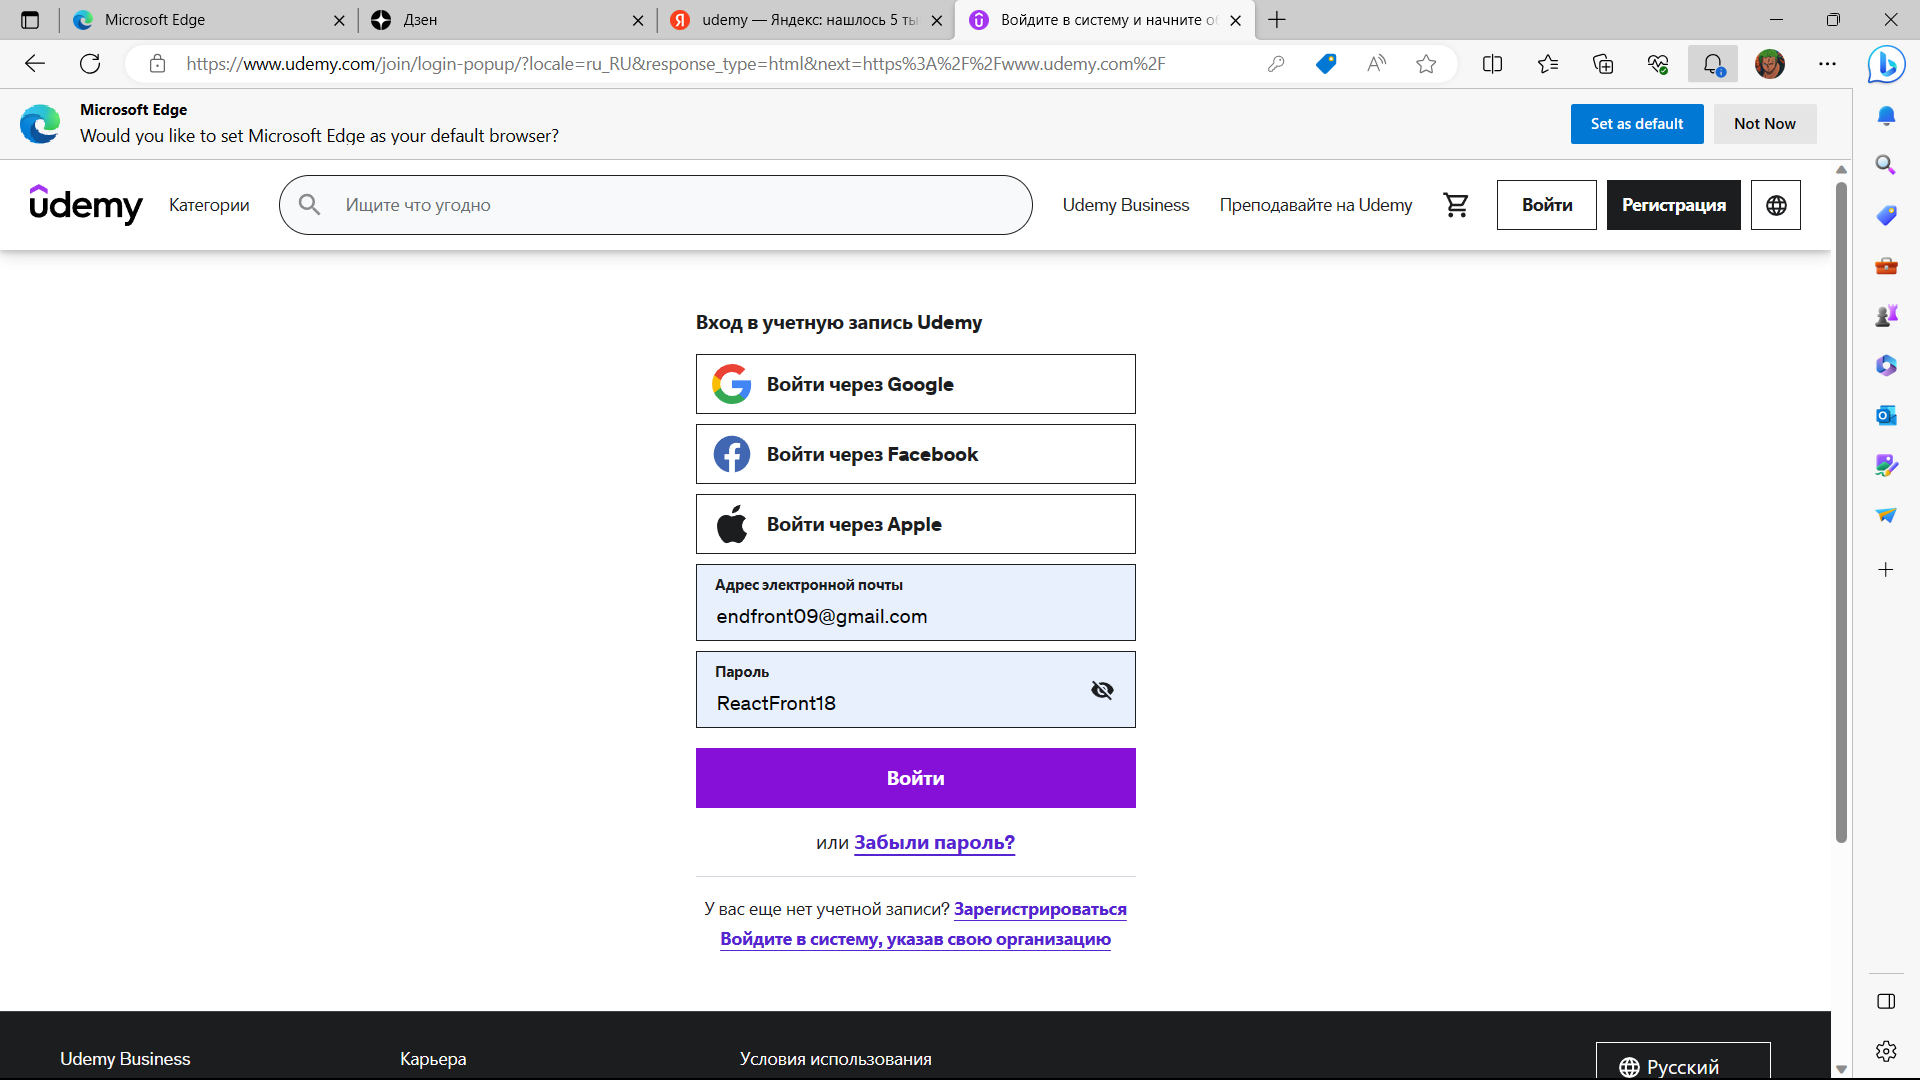 Microsoft Edge
Дзен
udemy — Яндекс: нашлось 5 ты
Войдите в систему и начните об
https://www.udemy.com/join/login-popup/?locale=ru_RU&response_type=html&next=https%3A%2F%2Fwww.udemy.com%2F
Microsoft Edge
Would you like to set Microsoft Edge as your default browser?
Set as default
Not Now
udemy
Категории
Ищите что угодно
Udemy Business
Преподавайте на Udemy
Войти
Регистрация
Вход в учетную запись Udemy
Войти через Google
Войти через Facebook
Войти через Apple
Адрес электронной почты
endfront09@gmail.com
Пароль
ReactFront18
Войти
или Забыли пароль?
У вас еще нет учетной записи? Зарегистрироваться
Войдите в систему, указав свою организацию
Udemy Business
Карьера
Условия использования
Русский